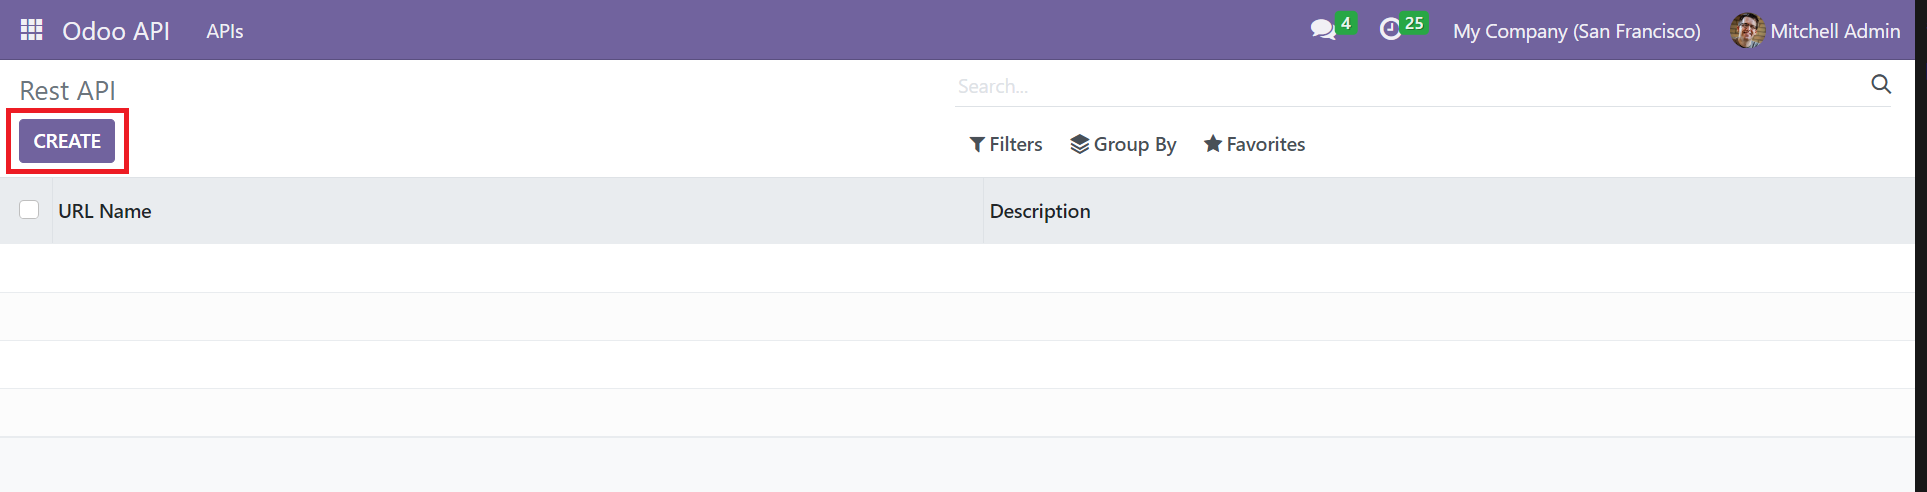 Odoo API APIs 4 25 My Company (San Francisco) Mitchell Admin
Rest API Search...
CREATE Filters Group By Favorites
URL Name Description